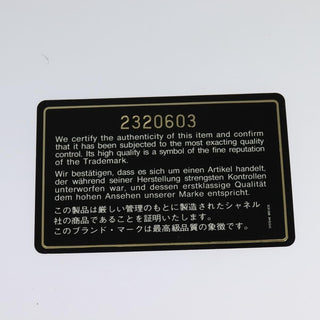 2320603
We certify the authenticity of this item and confirm
that it has been subjected to the most exacting quality
control. Its high quality is a symbol of the fine reputation
of the Trademark.
Wir bestätigen, dass es sich um einen Artikel handelt,
der während seiner Herstellung strengsten Kontrollen
unterworfen war, und dessen erstklassige Qualität
dem hohen Ansehen unserer Marke entspricht.
この製品は厳しい管理のもとに製造されたシャネル
社の商品であることを証明いたします。
このブランド・マークは最高級品質の象徴です。